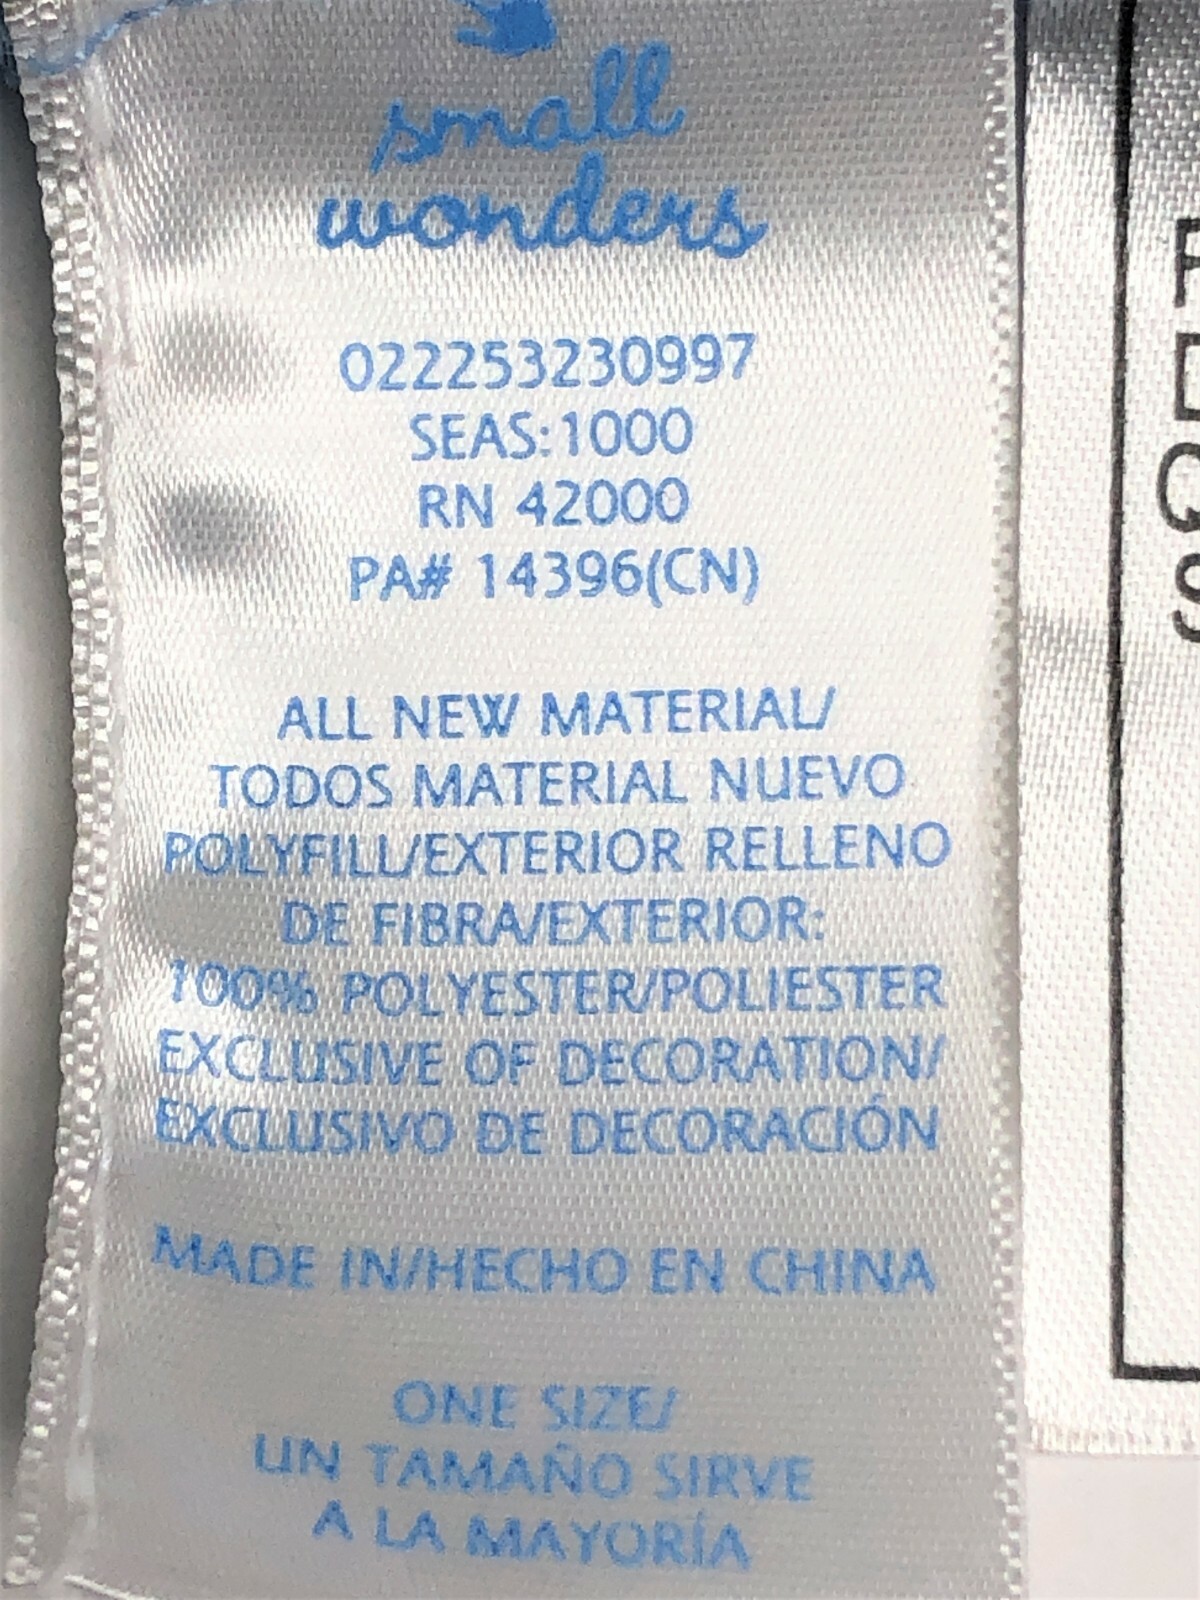 small
wonders
022253230997
SEAS:1000
RN 42000
PA# 14396(CN)
ALL NEW MATERIAL/
TODOS MATERIAL NUEVO
POLYFILL/EXTERIOR RELLENO
DE FIBRA/EXTERIOR:
100% POLYESTER/POLIESTER
EXCLUSIVE OF DECORATION/
EXCLUSIVO DE DECORACIÓN
MADE IN/HECHO EN CHINA
ONE SIZE/
UN TAMAÑO SIRVE
A LA MAYORÍA